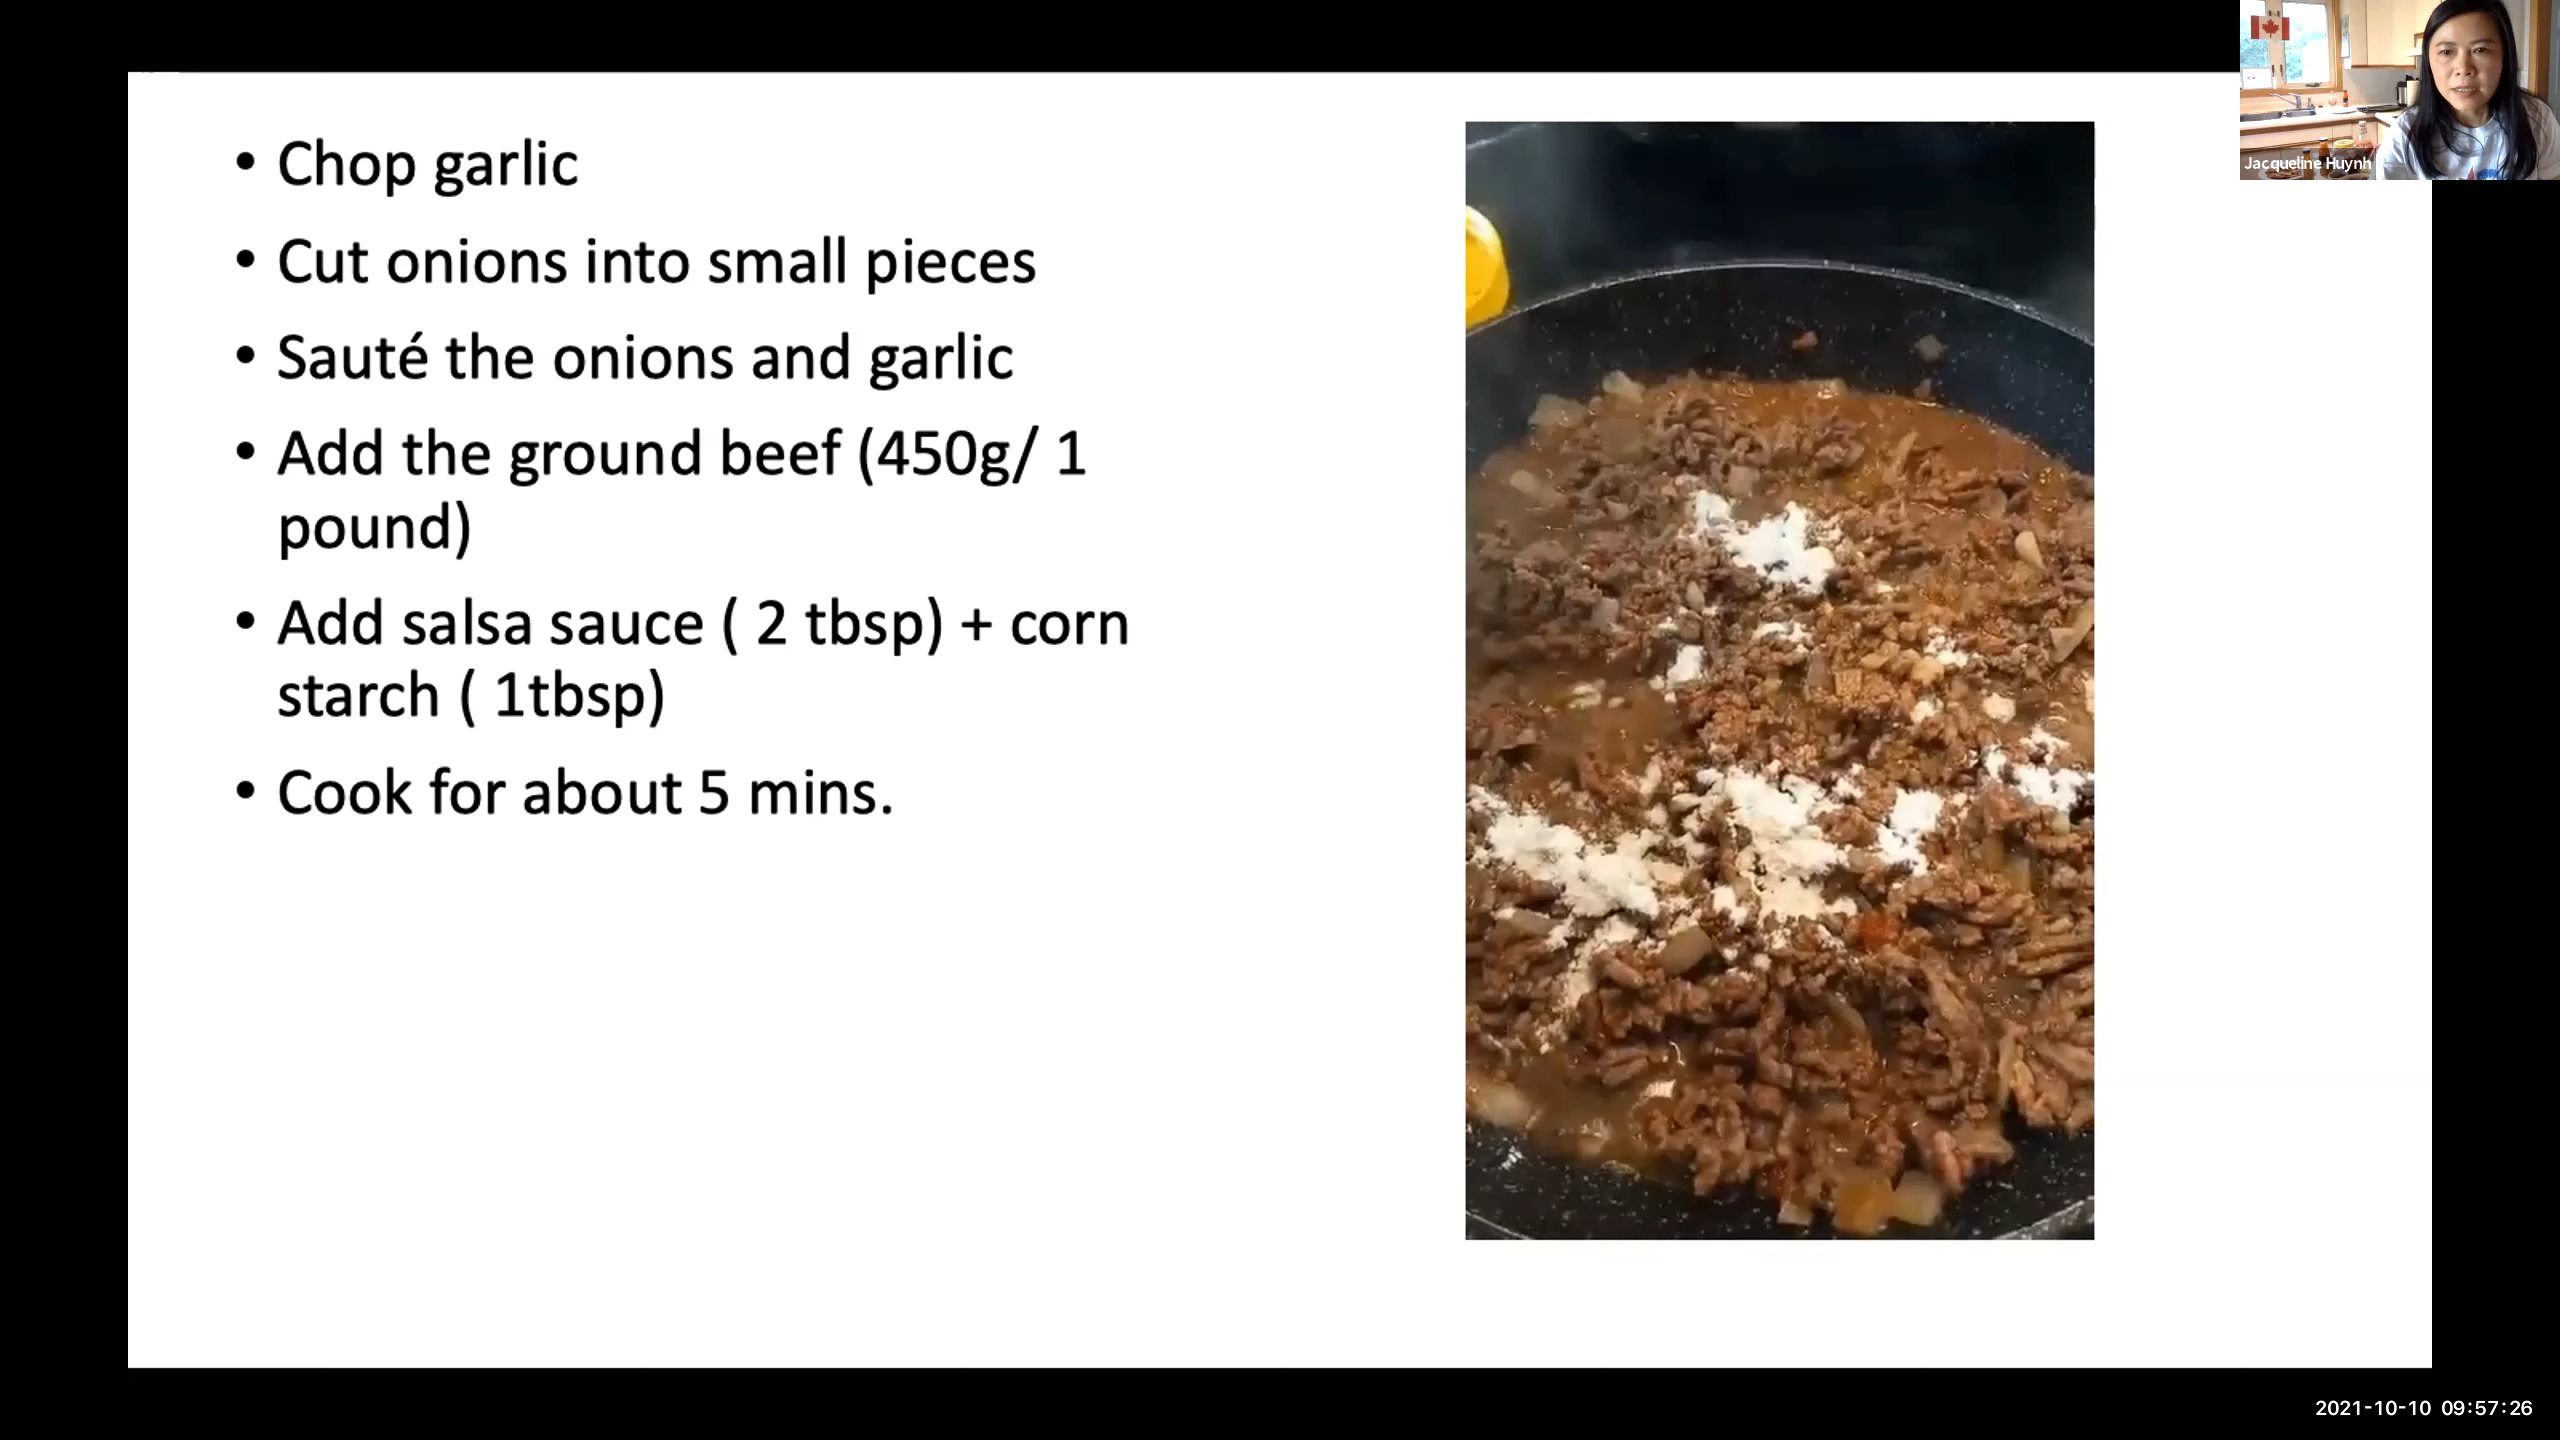 • Chop garlic
• Cut onions into small pieces
• Sauté the onions and garlic
• Add the ground beef (450g/ 1
pound)
• Add salsa sauce ( 2 tbsp) + corn
starch ( 1tbsp)
• Cook for about 5 mins.
Jacqueline Huynh
2021-10-10 09:57:26